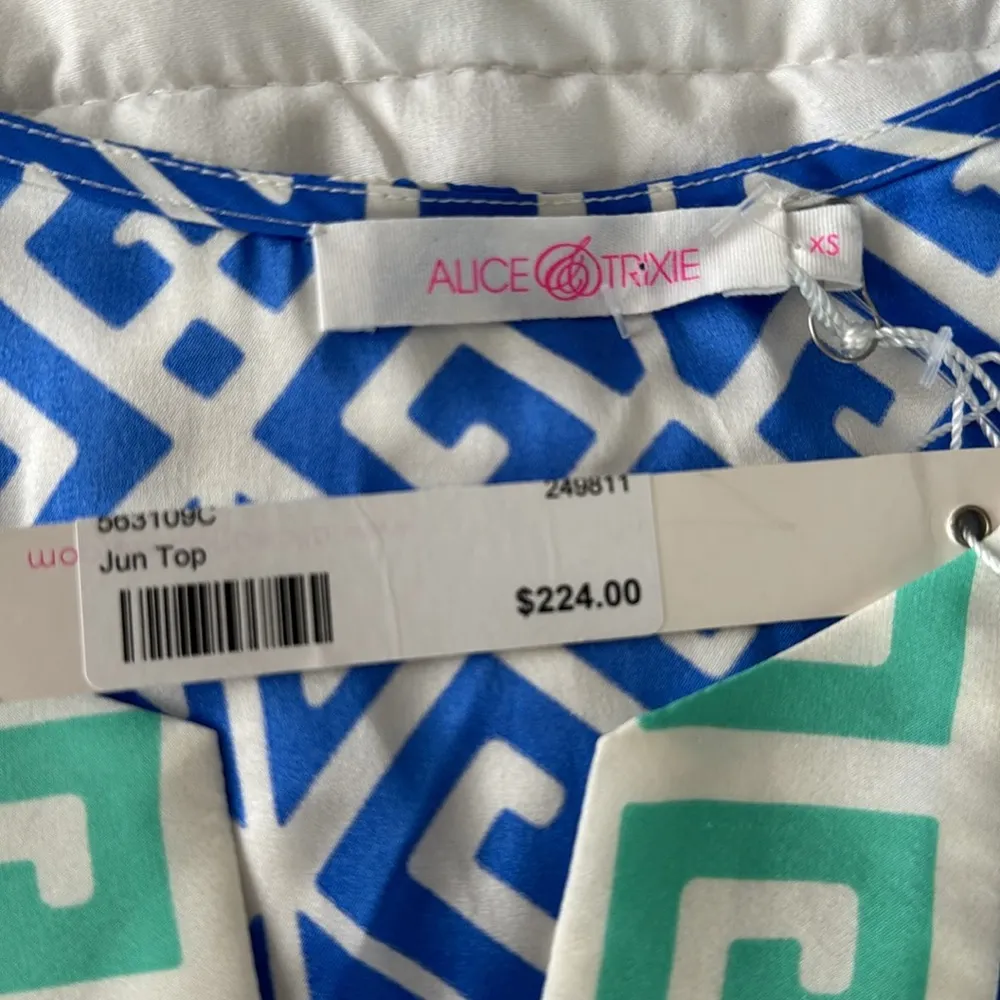 ALICE & TRIXIE
XS
249811
563109C
Jun Top
$224.00